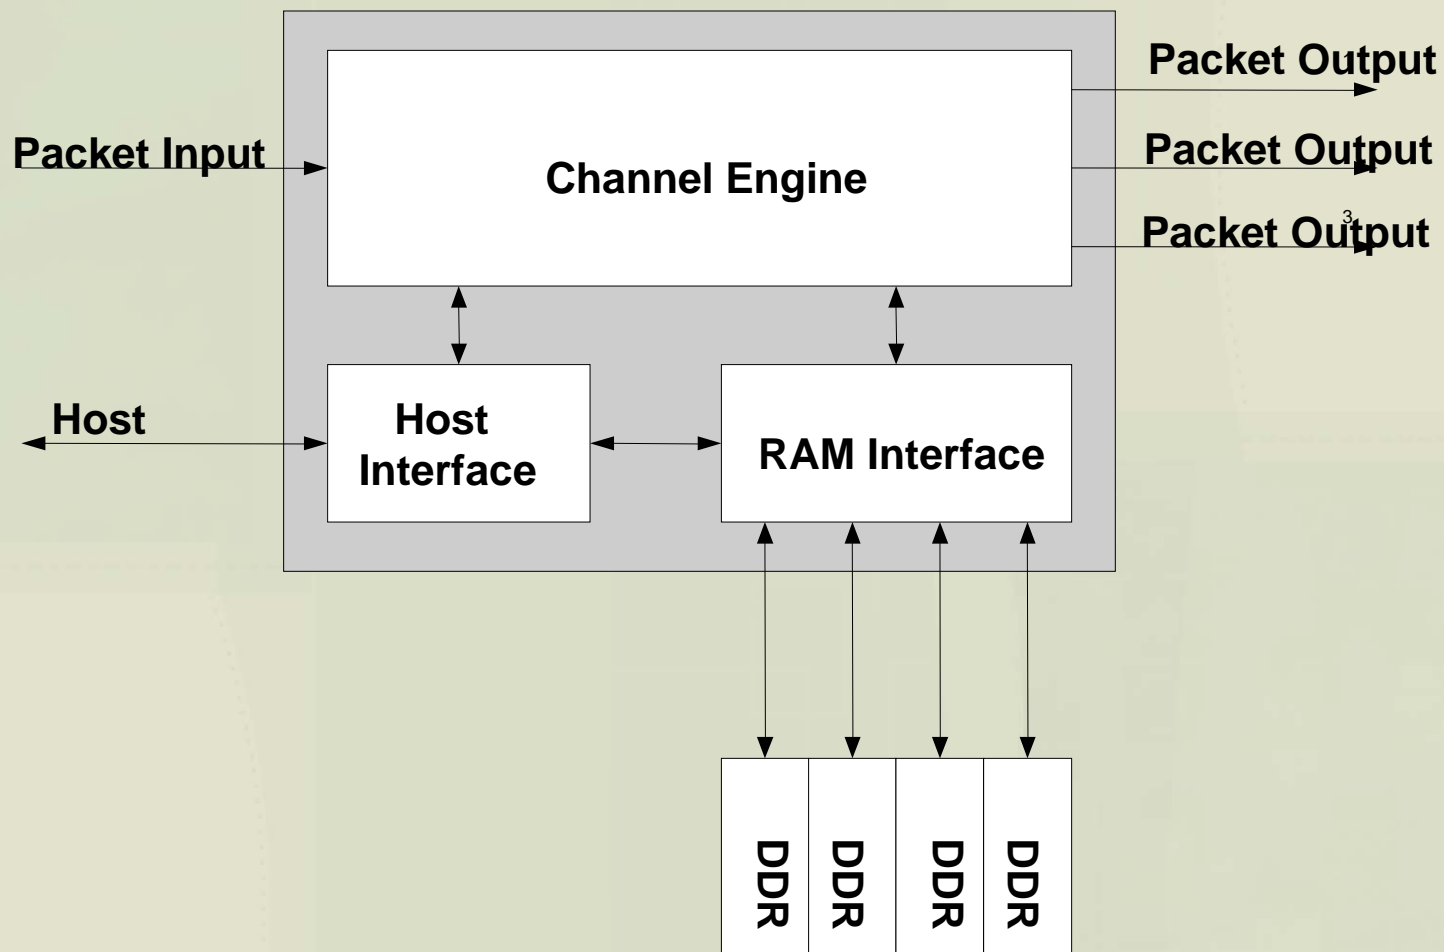 Packet Output
Packet Input
Packet Output
Channel Engine
3
Packet Output
Host
Host
Interface
RAM Interface
DDR
DDR
DDR
DDR